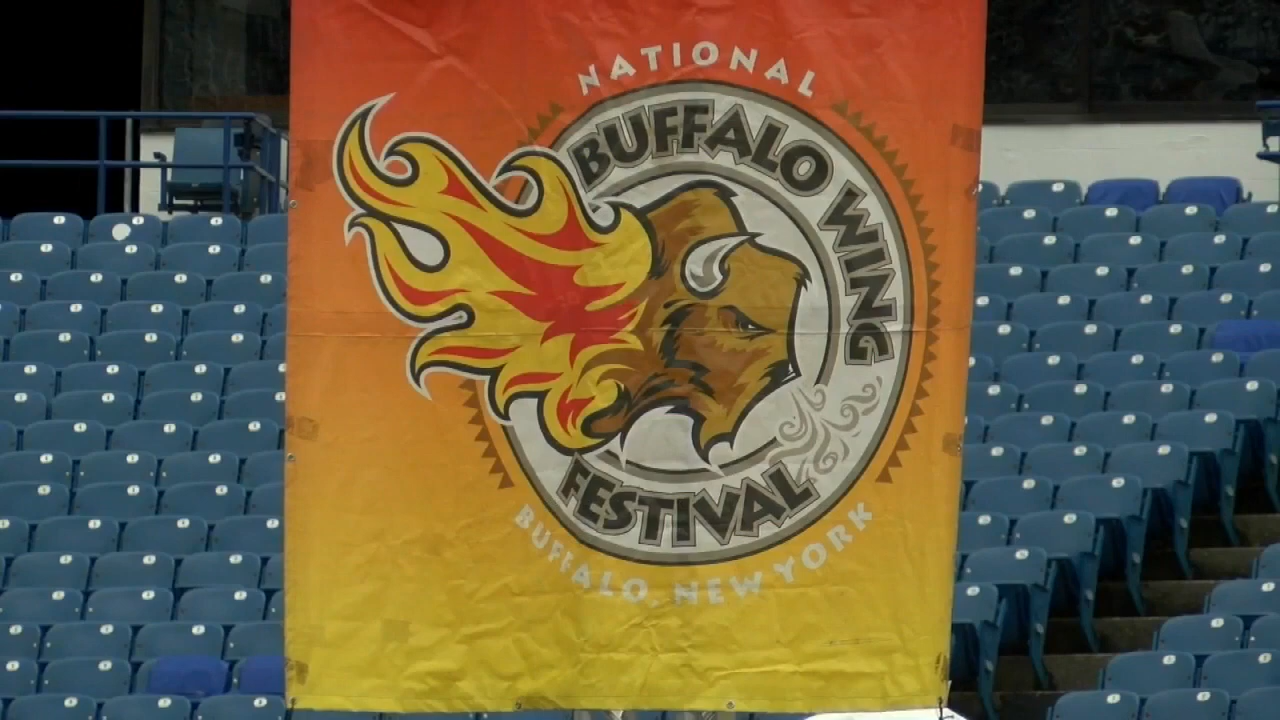 NATIONAL
BUFFALO WING
FESTIVAL
BUFFALO, NEW YORK